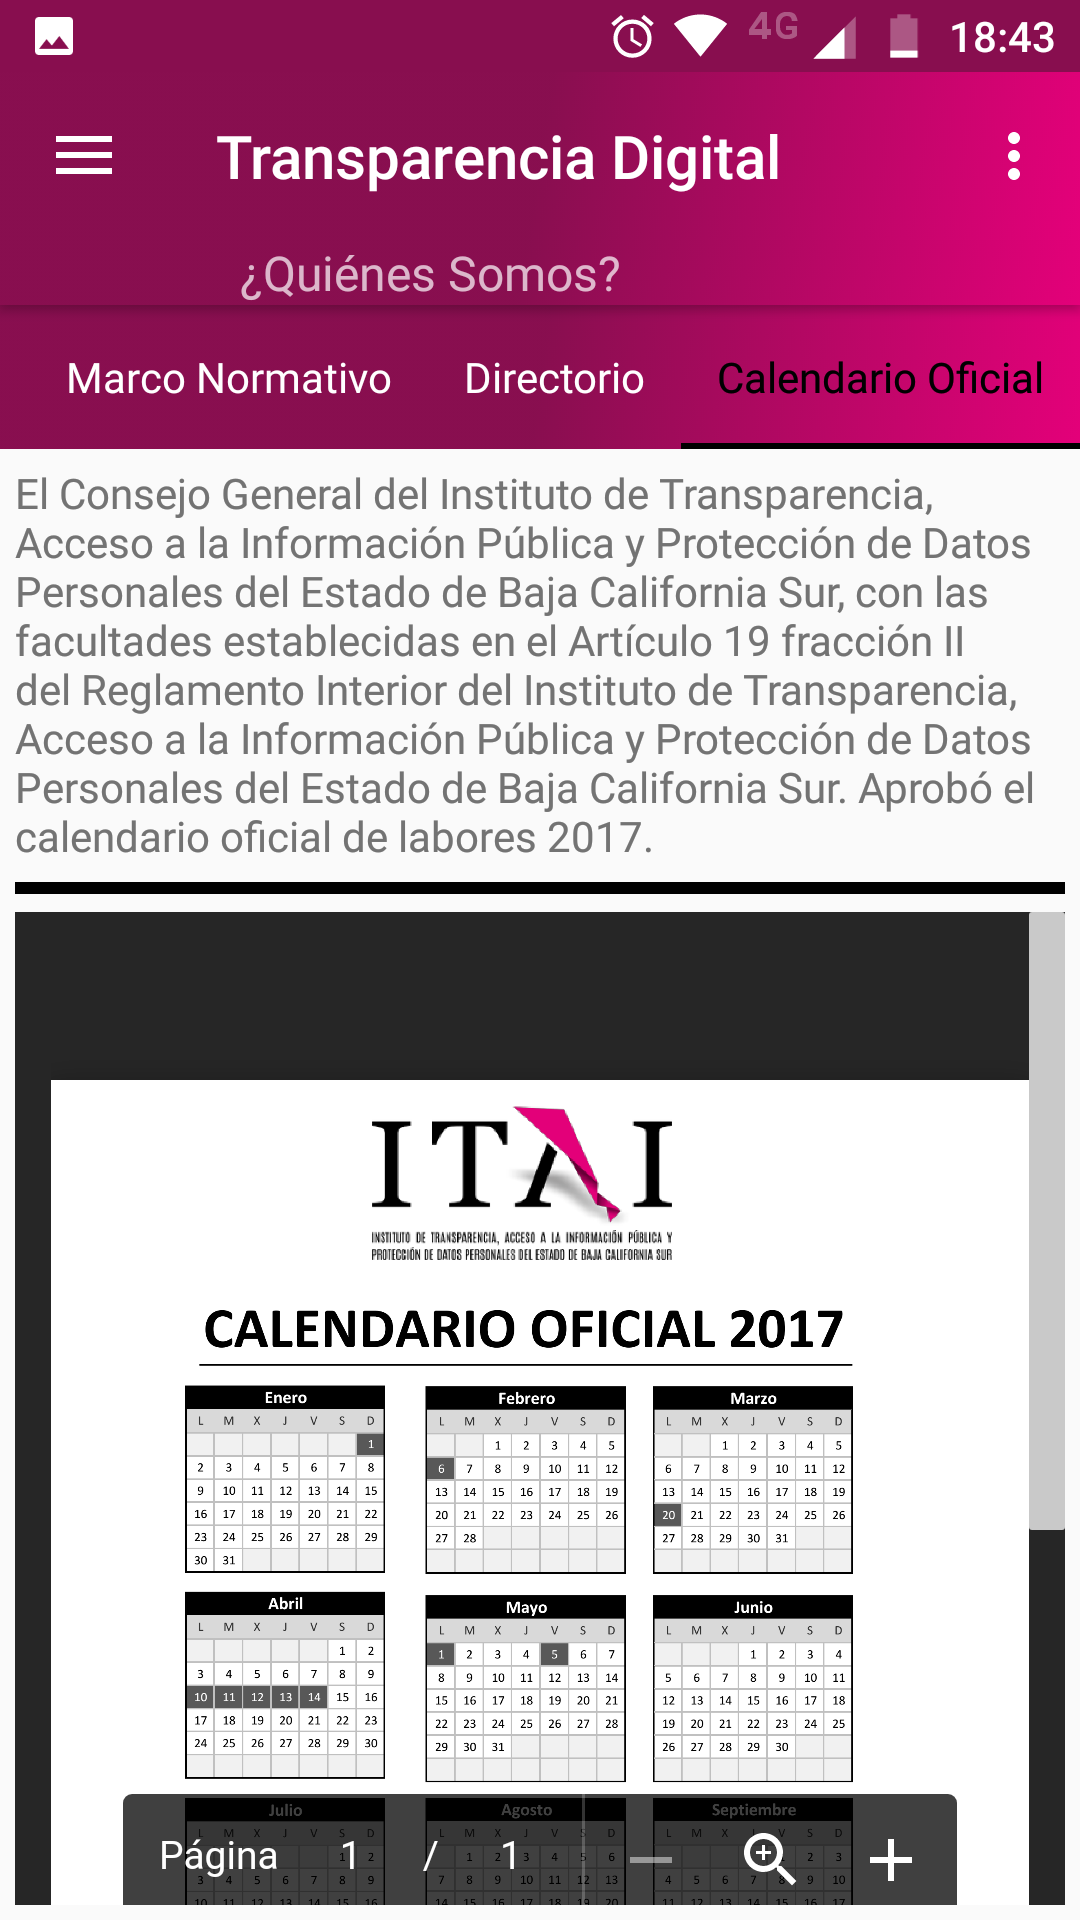 4G 18:43
Transparencia Digital
¿Quiénes Somos?
Marco Normativo Directorio Calendario Oficial
El Consejo General del Instituto de Transparencia,
Acceso a la Información Pública y Protección de Datos
Personales del Estado de Baja California Sur, con las
facultades establecidas en el Artículo 19 fracción II
del Reglamento Interior del Instituto de Transparencia,
Acceso a la Información Pública y Protección de Datos
Personales del Estado de Baja California Sur. Aprobó el
calendario oficial de labores 2017.
ITAI
INSTITUTO DE TRANSPARENCIA, ACCESO A LA INFORMACIÓN PÚBLICA Y
PROTECCIÓN DE DATOS PERSONALES DEL ESTADO DE BAJA CALIFORNIA SUR
CALENDARIO OFICIAL 2017
Enero
L M X J V S D
1
2 3 4 5 6 7 8
9 10 11 12 13 14 15
16 17 18 19 20 21 22
23 24 25 26 27 28 29
30 31
Febrero
L M X J V S D
1 2 3 4 5
6 7 8 9 10 11 12
13 14 15 16 17 18 19
20 21 22 23 24 25 26
27 28
Marzo
L M X J V S D
1 2 3 4 5
6 7 8 9 10 11 12
13 14 15 16 17 18 19
20 21 22 23 24 25 26
27 28 29 30 31
Abril
L M X J V S D
1 2
3 4 5 6 7 8 9
10 11 12 13 14 15 16
17 18 19 20 21 22 23
24 25 26 27 28 29 30
Mayo
L M X J V S D
1 2 3 4 5 6 7
8 9 10 11 12 13 14
15 16 17 18 19 20 21
22 23 24 25 26 27 28
29 30 31
Junio
L M X J V S D
1 2 3 4
5 6 7 8 9 10 11
12 13 14 15 16 17 18
19 20 21 22 23 24 25
26 27 28 29 30
Julio
Agosto
Septiembre
Página 1 / 1